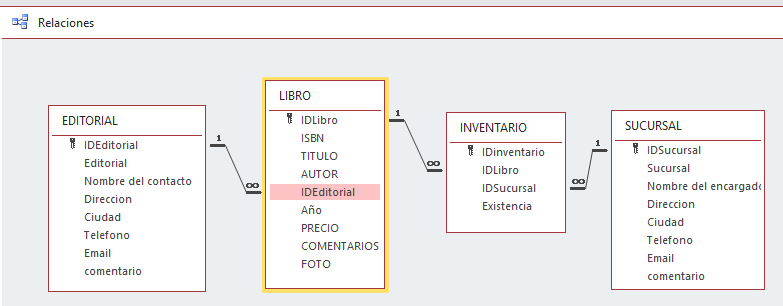 Relaciones
EDITORIAL
IDEditorial
Editorial
Nombre del contacto
Direccion
Ciudad
Telefono
Email
comentario
1
∞
LIBRO
IDLibro
ISBN
TITULO
AUTOR
IDEditorial
Año
PRECIO
COMENTARIOS
FOTO
1
∞
INVENTARIO
IDinventario
IDLibro
IDSucursal
Existencia
∞
1
SUCURSAL
IDSucursal
Sucursal
Nombre del encargado
Direccion
Ciudad
Telefono
Email
comentario